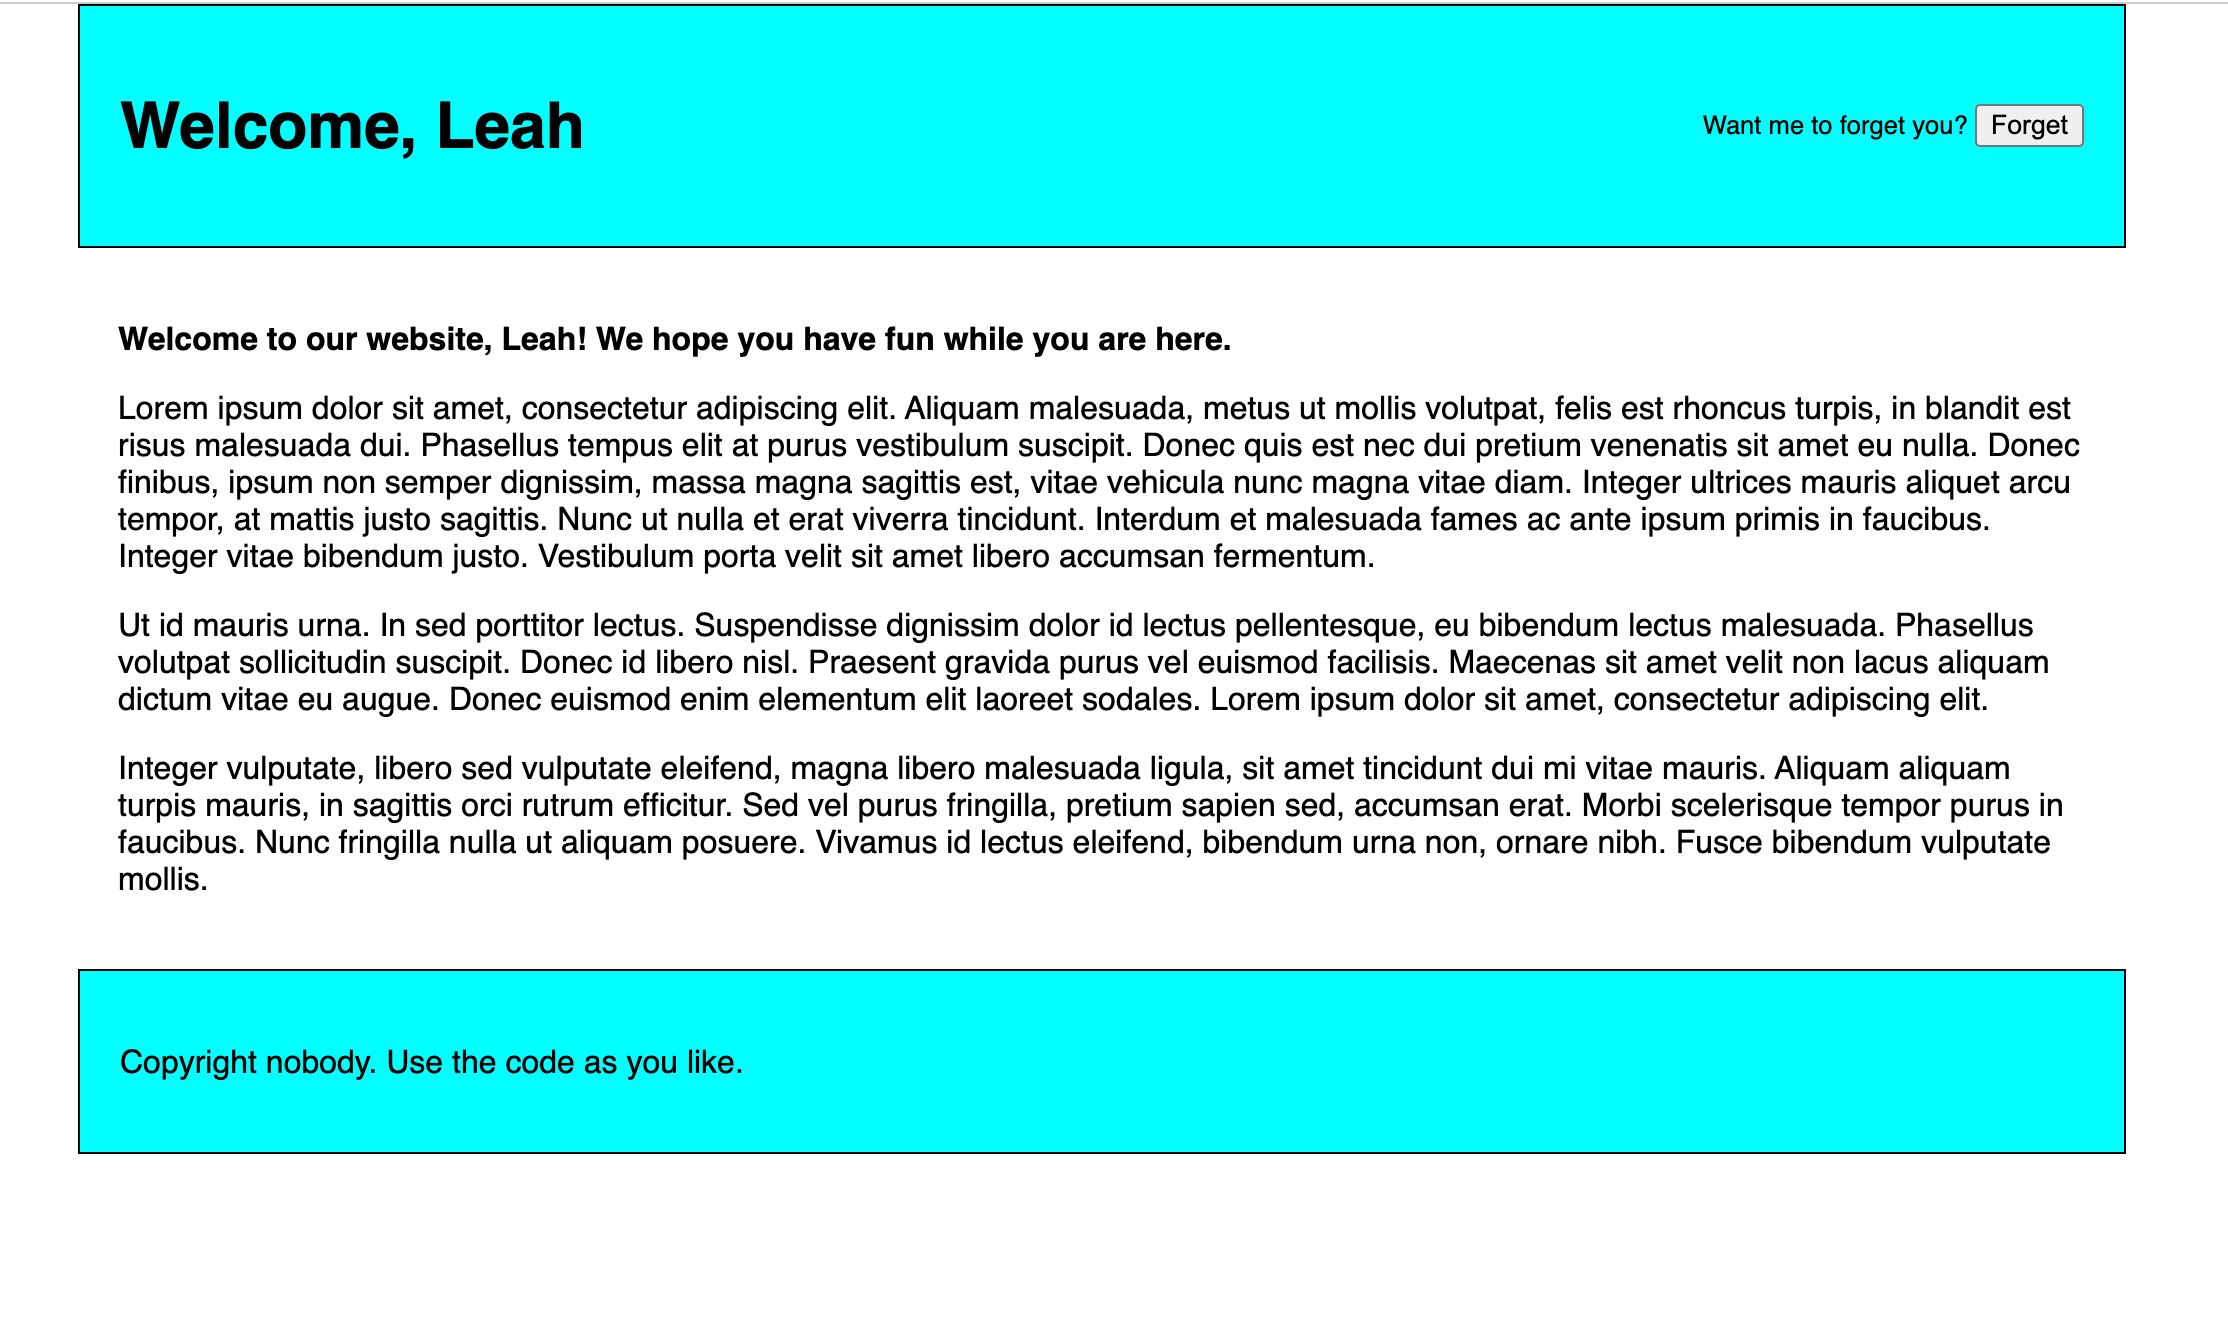 Welcome, Leah
Want me to forget you? Forget
Welcome to our website, Leah! We hope you have fun while you are here.
Lorem ipsum dolor sit amet, consectetur adipiscing elit. Aliquam malesuada, metus ut mollis volutpat, felis est rhoncus turpis, in blandit est
risus malesuada dui. Phasellus tempus elit at purus vestibulum suscipit. Donec quis est nec dui pretium venenatis sit amet eu nulla. Donec
finibus, ipsum non semper dignissim, massa magna sagittis est, vitae vehicula nunc magna vitae diam. Integer ultrices mauris aliquet arcu
tempor, at mattis justo sagittis. Nunc ut nulla et erat viverra tincidunt. Interdum et malesuada fames ac ante ipsum primis in faucibus.
Integer vitae bibendum justo. Vestibulum porta velit sit amet libero accumsan fermentum.
Ut id mauris urna. In sed porttitor lectus. Suspendisse dignissim dolor id lectus pellentesque, eu bibendum lectus malesuada. Phasellus
volutpat sollicitudin suscipit. Donec id libero nisl. Praesent gravida purus vel euismod facilisis. Maecenas sit amet velit non lacus aliquam
dictum vitae eu augue. Donec euismod enim elementum elit laoreet sodales. Lorem ipsum dolor sit amet, consectetur adipiscing elit.
Integer vulputate, libero sed vulputate eleifend, magna libero malesuada ligula, sit amet tincidunt dui mi vitae mauris. Aliquam aliquam
turpis mauris, in sagittis orci rutrum efficitur. Sed vel purus fringilla, pretium sapien sed, accumsan erat. Morbi scelerisque tempor purus in
faucibus. Nunc fringilla nulla ut aliquam posuere. Vivamus id lectus eleifend, bibendum urna non, ornare nibh. Fusce bibendum vulputate
mollis.
Copyright nobody. Use the code as you like.